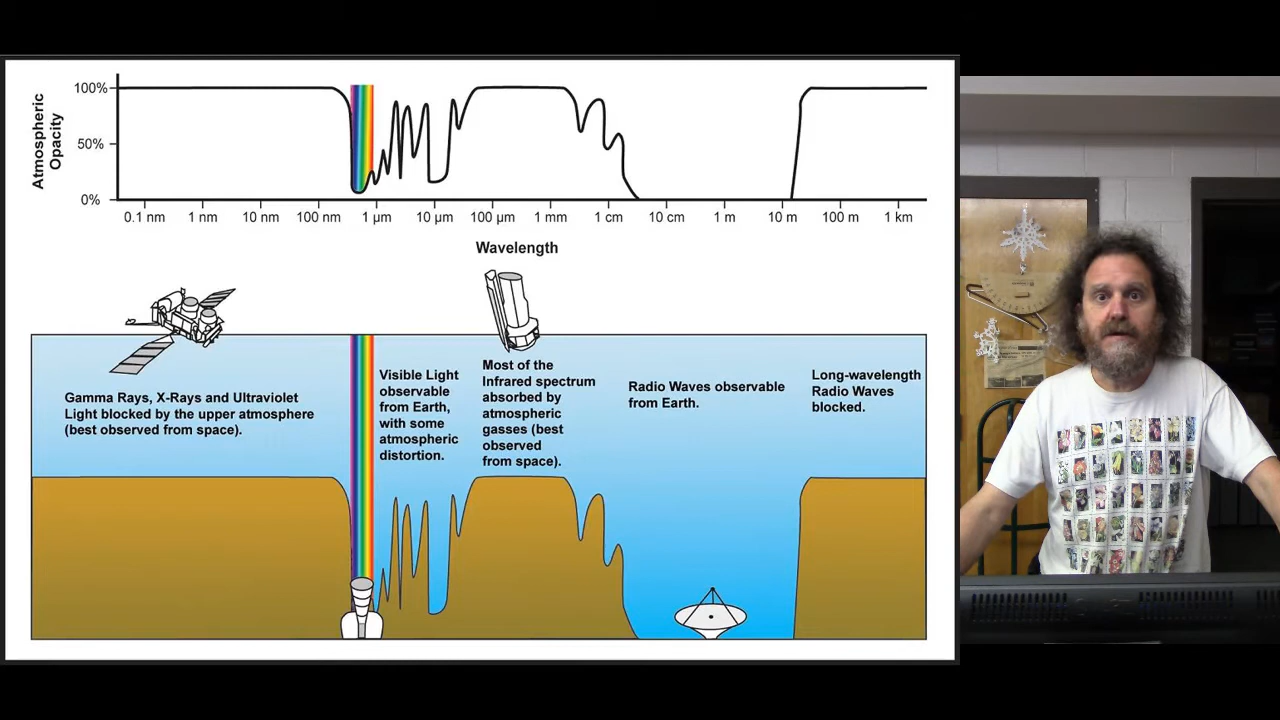 Atmospheric
Opacity
100%
50%
0%
0.1 nm 1 nm 10 nm 100 nm 1 µm 10 µm 100 µm 1 mm 1 cm 10 cm 1 m 10 m 100 m 1 km
Wavelength
Gamma Rays, X-Rays and Ultraviolet
Light blocked by the upper atmosphere
(best observed from space).
Visible Light
observable
from Earth,
with some
atmospheric
distortion.
Most of the
Infrared spectrum
absorbed by
atmospheric
gasses (best
observed
from space).
Radio Waves observable
from Earth.
Long-wavelength
Radio Waves
blocked.